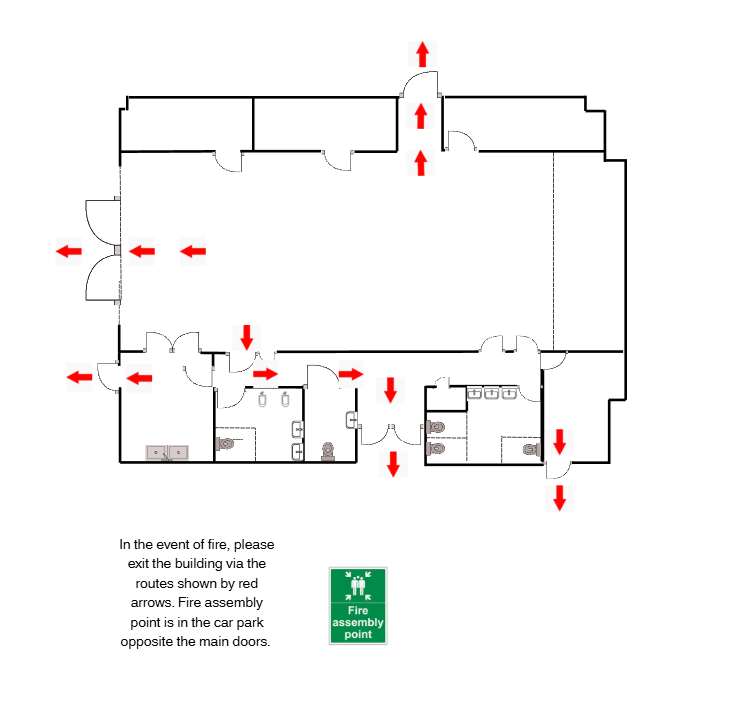 In the event of fire, please
exit the building via the
routes shown by red
arrows. Fire assembly
point is in the car park
opposite the main doors.
Fire
assembly
point